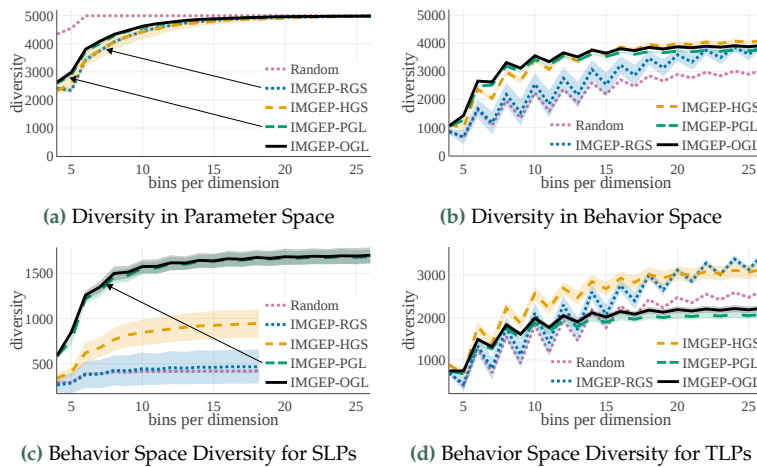 5000
4000
3000
2000
1000
0
diversity
Random
IMGEP-RGS
IMGEP-HGS
IMGEP-PGL
IMGEP-OGL
5
10
15
20
25
bins per dimension
(a) Diversity in Parameter Space
5000
4000
3000
2000
1000
0
diversity
Random
IMGEP-RGS
IMGEP-HGS
IMGEP-PGL
IMGEP-OGL
5
10
15
20
25
bins per dimension
(b) Diversity in Behavior Space
1500
1000
500
diversity
Random
IMGEP-RGS
IMGEP-HGS
IMGEP-PGL
IMGEP-OGL
5
10
15
20
25
bins per dimension
(c) Behavior Space Diversity for SLPs
3000
2000
1000
diversity
Random
IMGEP-RGS
IMGEP-HGS
IMGEP-PGL
IMGEP-OGL
5
10
15
20
25
bins per dimension
(d) Behavior Space Diversity for TLPs